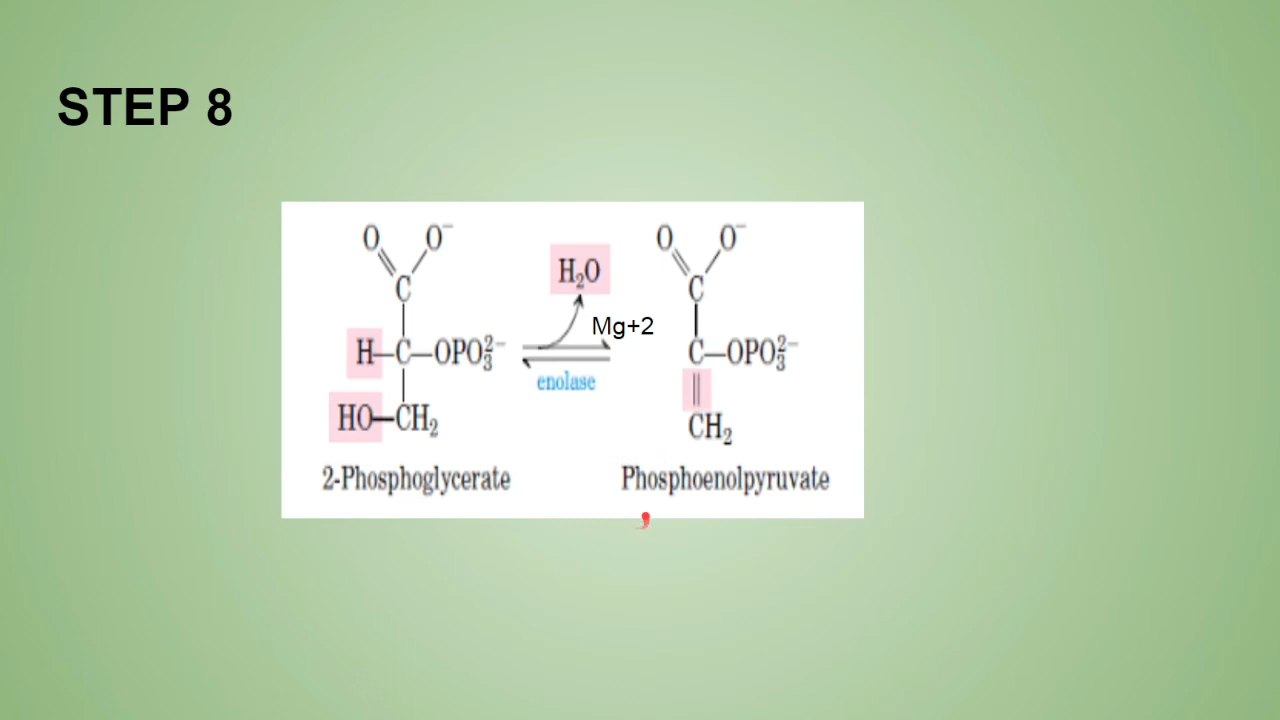 STEP 8
O O⁻ O O⁻
H₂O
C C
Mg+2
H–C–OPO₃²⁻ C–OPO₃²⁻
enolase
HO–CH₂ CH₂
2-Phosphoglycerate Phosphoenolpyruvate